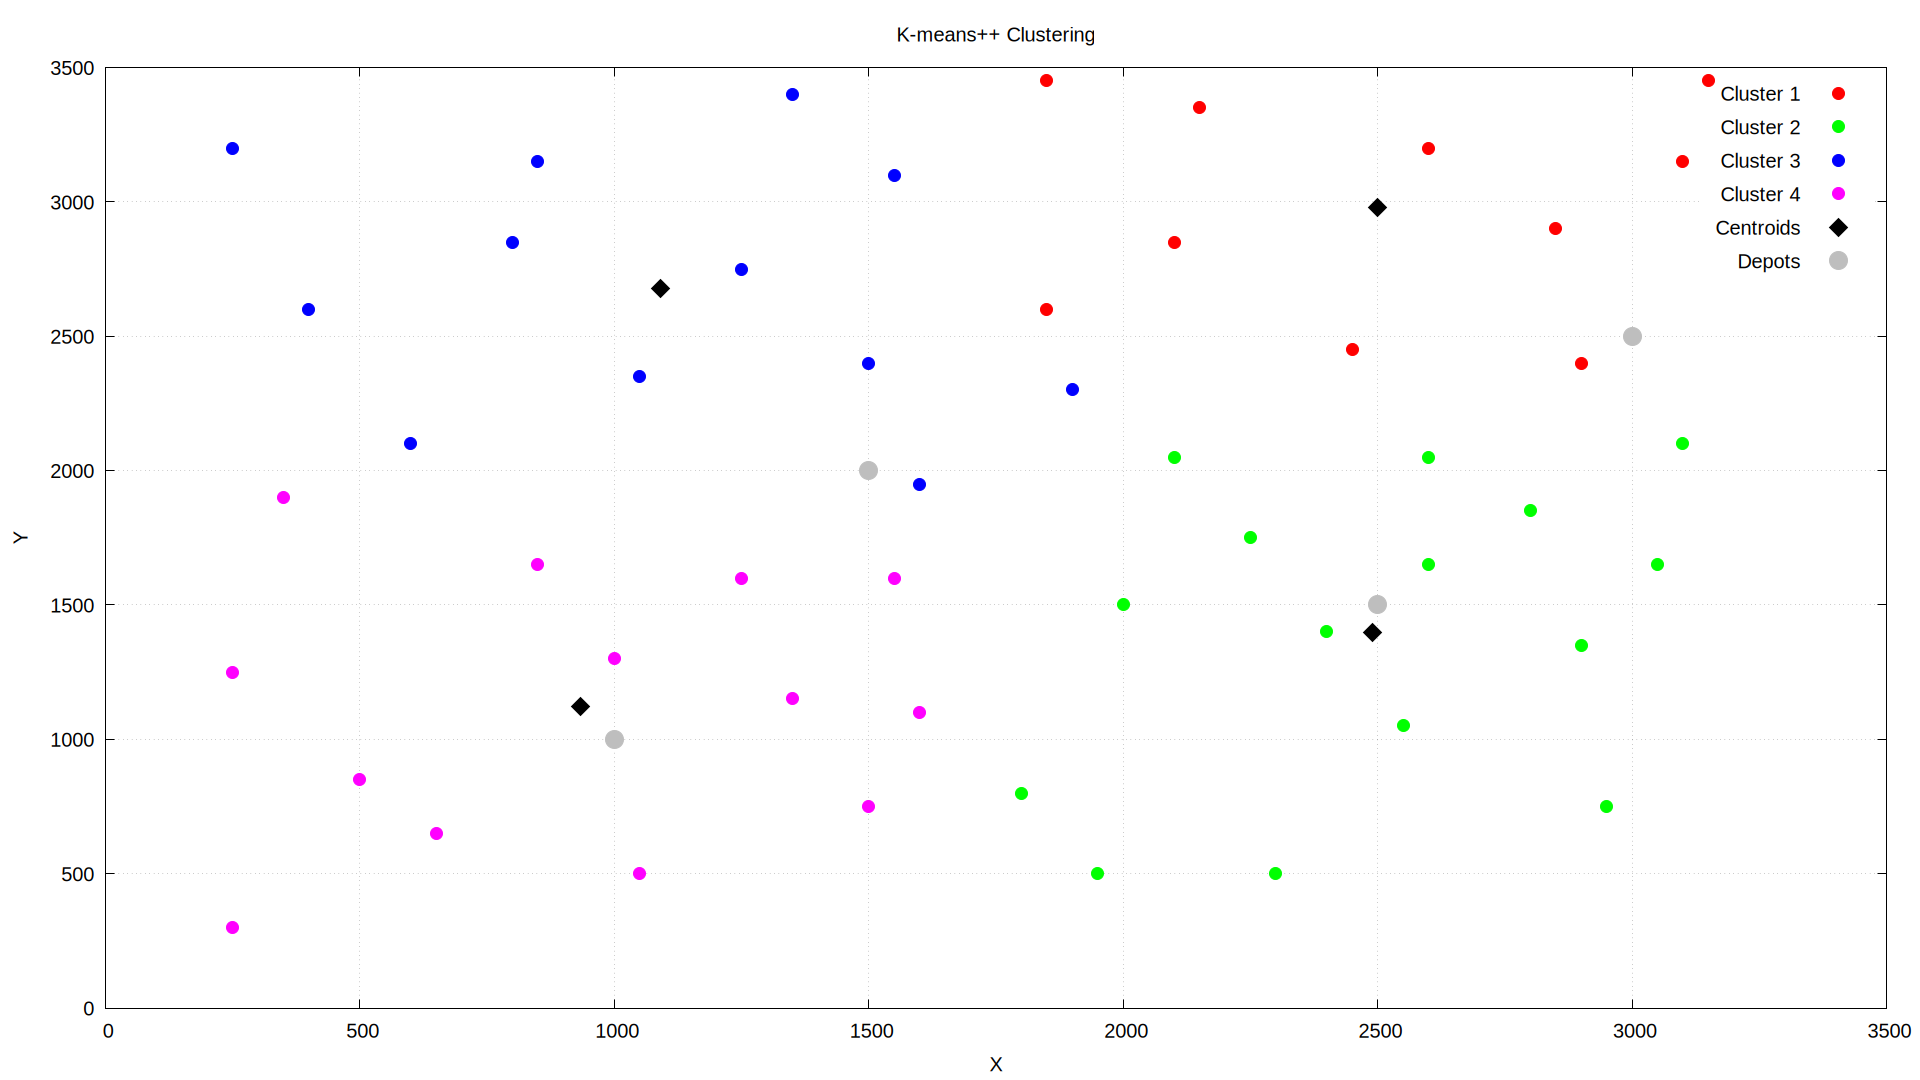 K-means++ Clustering
3500
3000
2500
2000
1500
1000
500
0
Y
Cluster 1
Cluster 2
Cluster 3
Cluster 4
Centroids
Depots
0 500 1000 1500 2000 2500 3000 3500
X